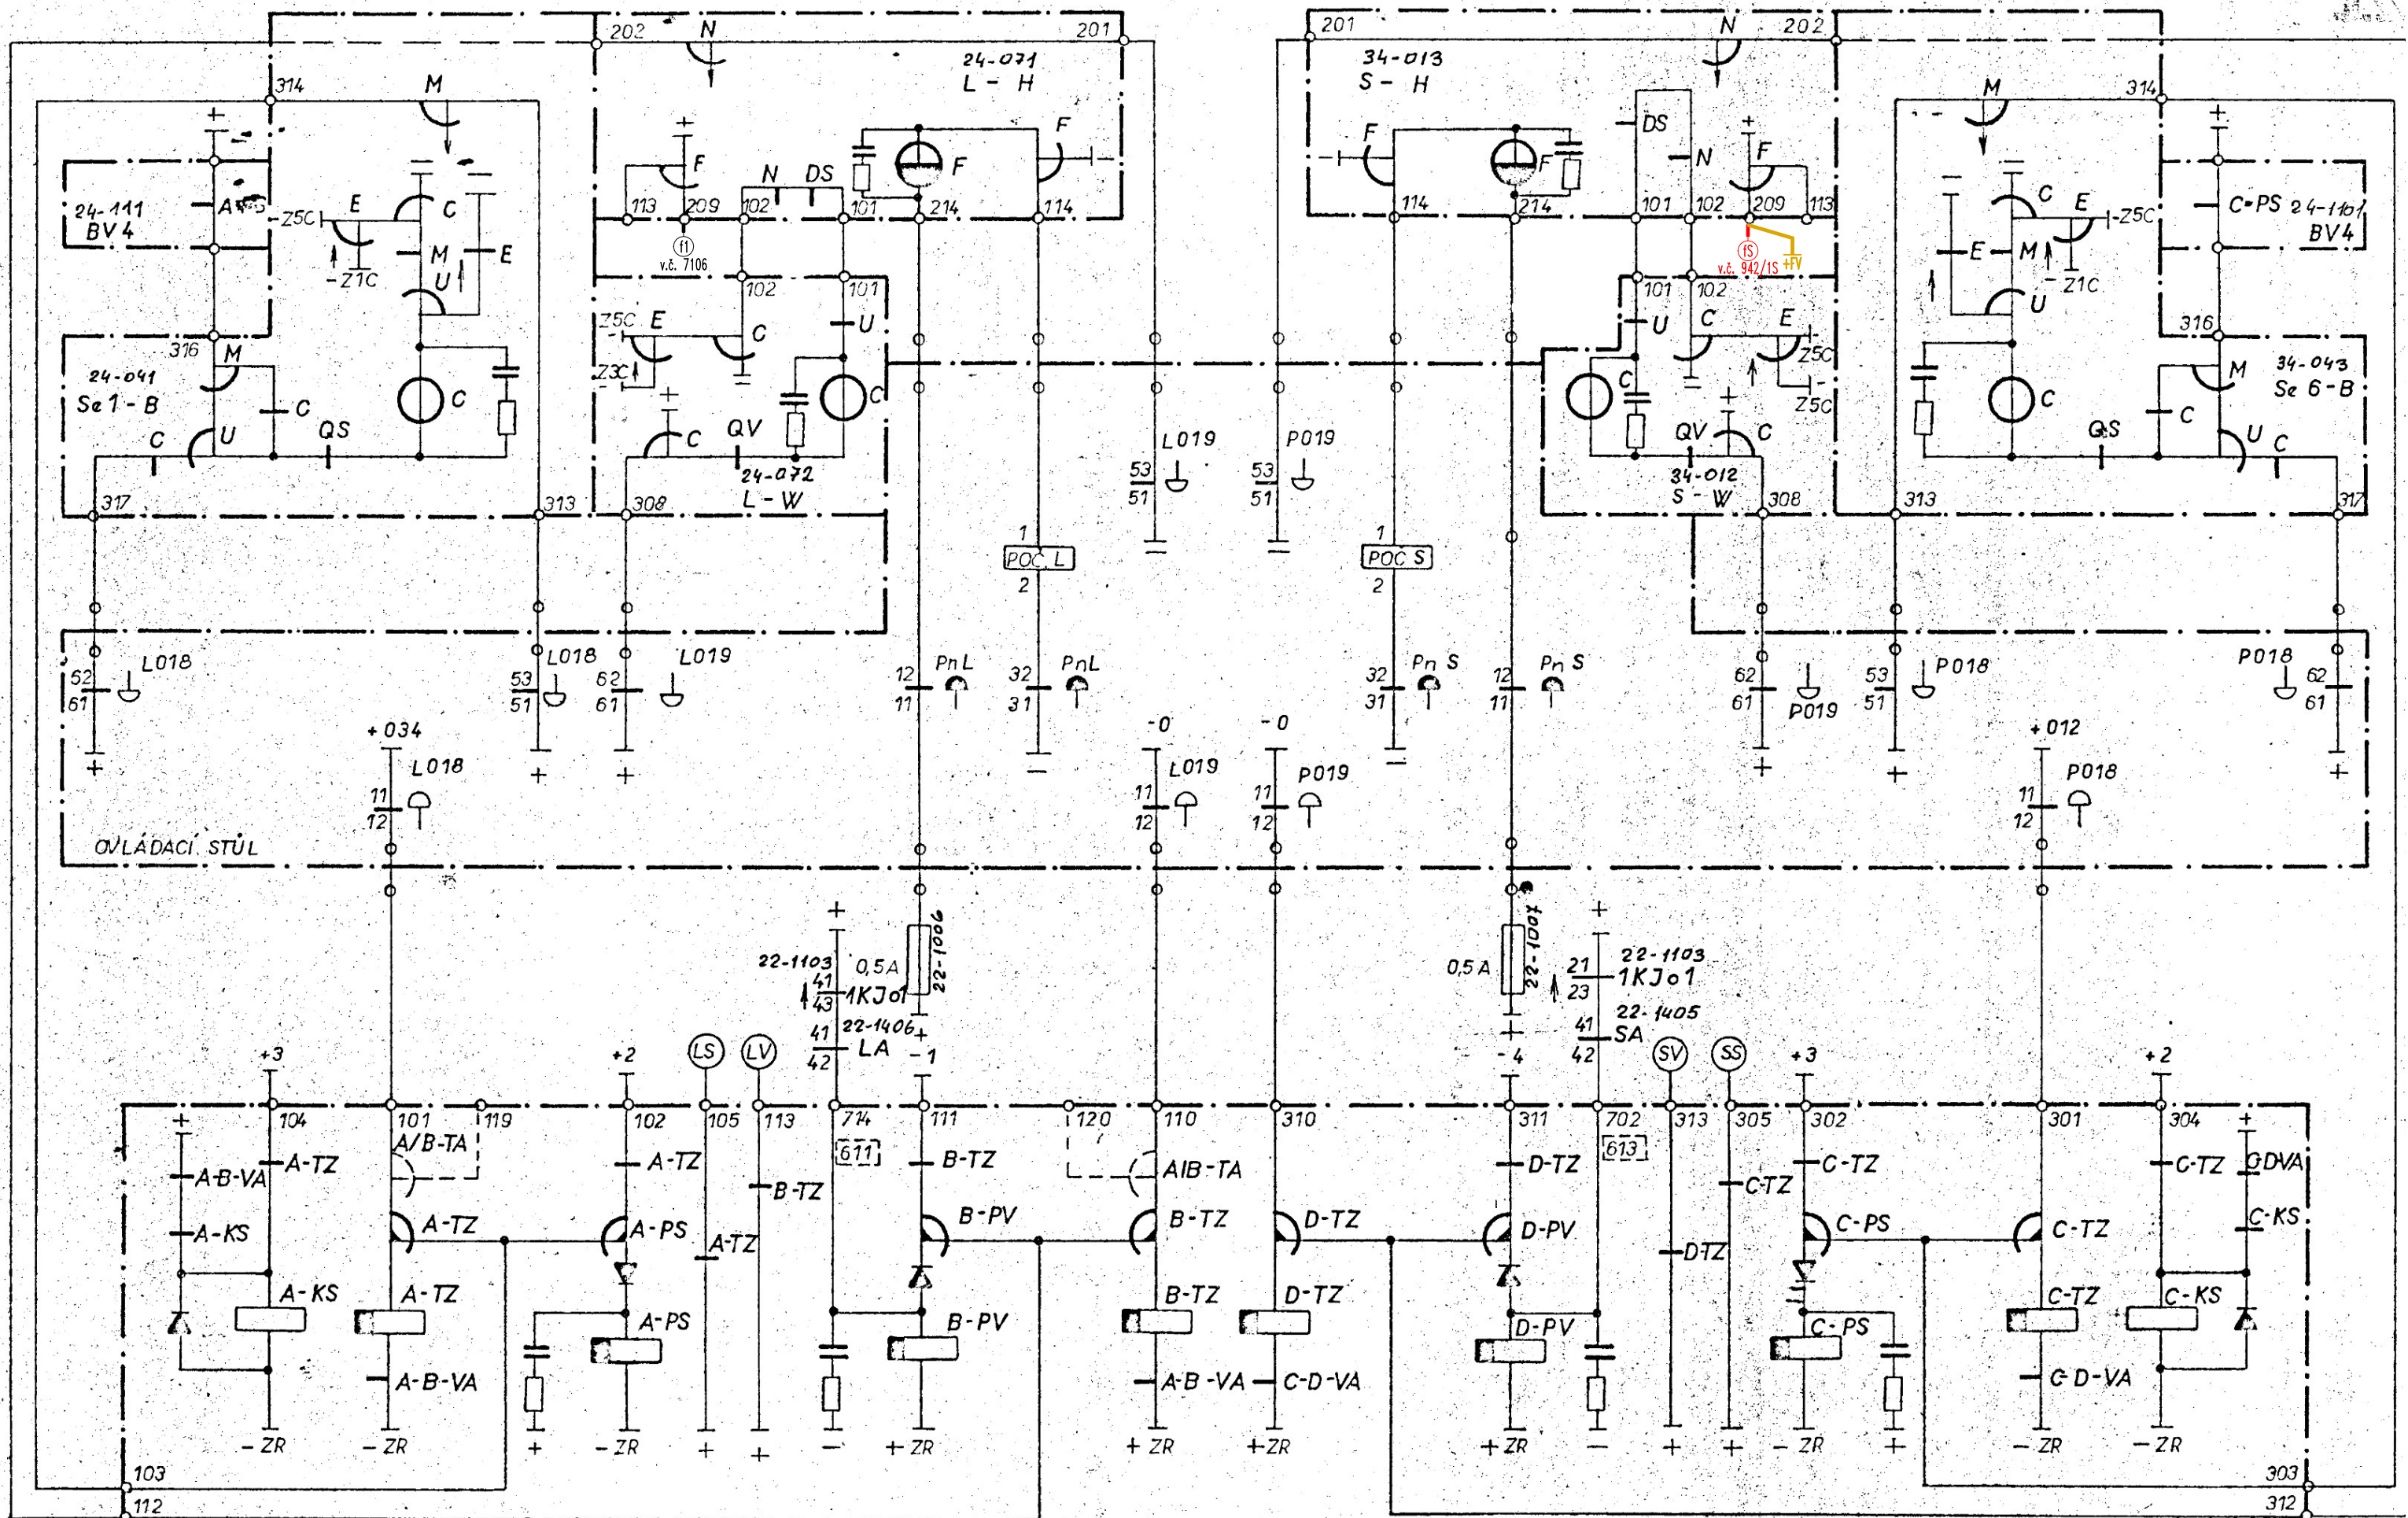 202 N 201 201 N 202
24-071
L - H
34-013
S - H
314 M M 314
+ + + +
F F DS N F
24-111
BV 4
E C N DS F F C E C-PS 24-1101
BV4
-Z5C -Z5C
M E 113 209 102 101 214 114 114 214 101 102 209 113 E M
-Z1C U f1
v.č. 7106
fS
v.č. 942/1S +FV
U -Z1C
102 101 101 102
Z5C E C U U C E Z5C
316 M M 316
24-041
Se 1 - B
Z3C C C Z5C 34-043
Se 6-B
C U QS C C QV QV C QS U C
24-072
L - W
34-012
S - W
L019 P019
53
51
53
51
317 313 308 308 313 317
1
POČ L
2
1
POČ S
2
L018 L018 L019 PnL PnL Pn S Pn S P019 P018 P018
62
61
53
51
62
61
12
11
32
31
32
31
12
11
62
61
53
51
62
61
+ + + + + +
+034 -0 -0 +012
L018 L019 P019 P018
11
12
11
12
11
12
11
12
OVLÁDACÍ STŮL
+ +
22-1103 0,5A 22-1006 0,5A 22-1007 22-1103
41
43
1KJo1
21
23
1KJo1
22-1406
41
42
LA
22-1405
41
42
SA
+3 +2 LS LV + -1 + -4 SV SS +3 +2
104 101 119 102 105 113 714 111 120 110 310 311 702 313 305 302 301 304
+ A/B-TA 611 613 +
A-B-VA A-TZ A-TZ B-TZ B-TZ A/B-TA D-TZ C-TZ C-TZ C-TZ C-DVA
A-KS A-TZ A-PS A-TZ B-PV B-TZ D-TZ D-PV D-TZ C-PS C-TZ C-KS
A-KS A-TZ A-PS B-PV B-TZ D-TZ D-PV C-PS C-TZ C-KS
A-B-VA A-B-VA C-D-VA C-D-VA
-ZR -ZR + -ZR + + - +ZR +ZR +ZR +ZR - + + -ZR + -ZR -ZR
103 303
112 312